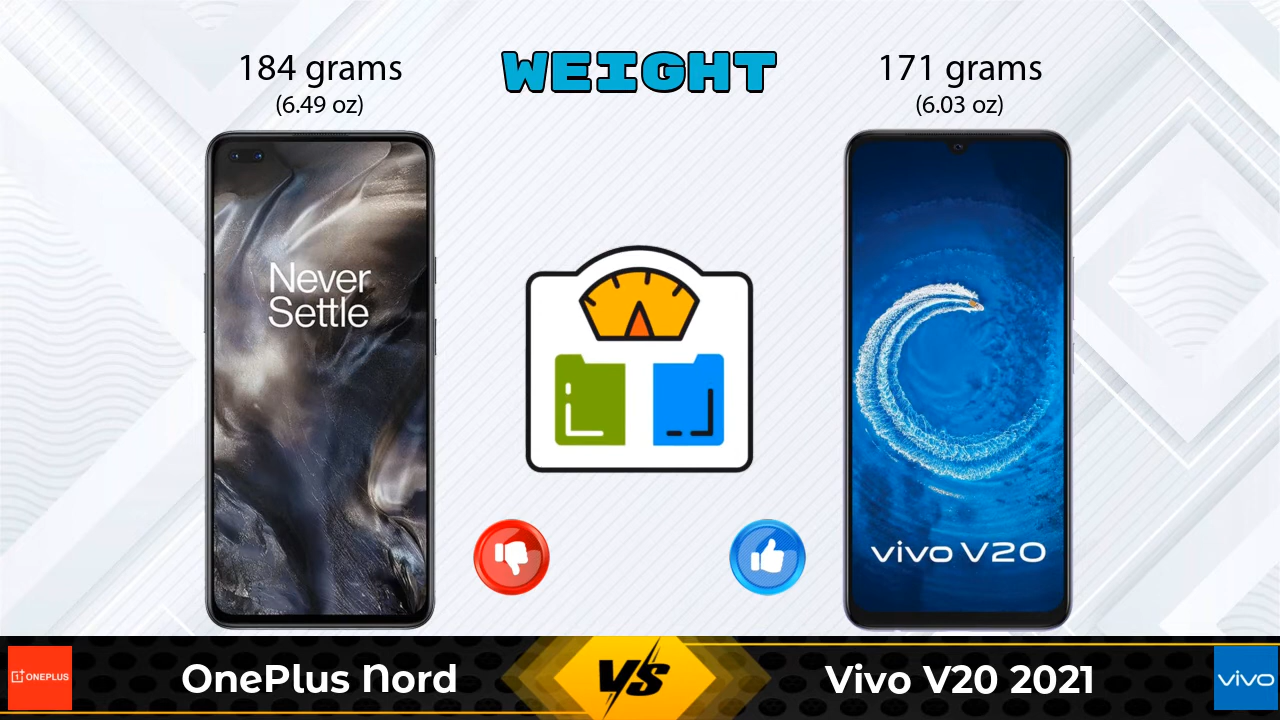 WEIGHT
184 grams
(6.49 oz)
171 grams
(6.03 oz)
Never
Settle
vivo V20
1+ ONEPLUS
OnePlus Nord
VS
Vivo V20 2021
vivo